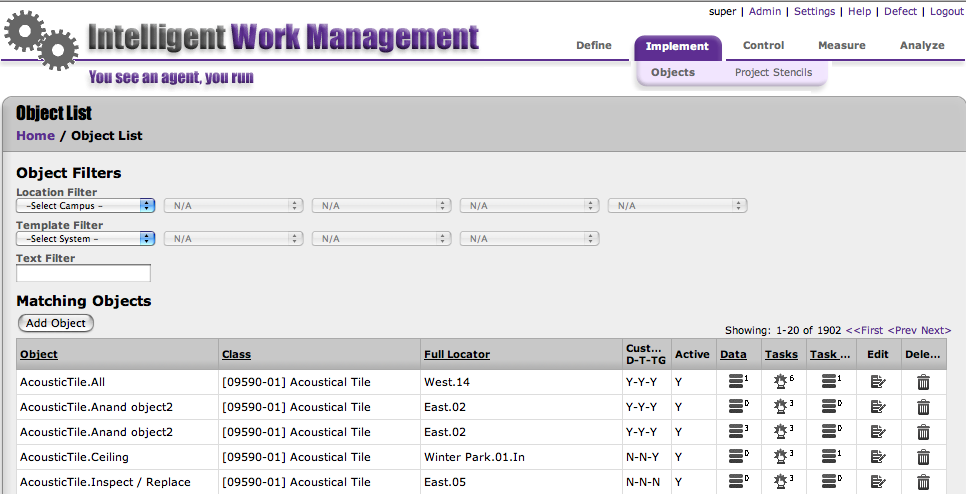 super | Admin | Settings | Help | Defect | Logout
Intelligent Work Management
Define Implement Control Measure Analyze
You see an agent, you run
Objects Project Stencils
Object List
Home / Object List
Object Filters
Location Filter
-Select Campus - N/A N/A N/A N/A
Template Filter
-Select System - N/A N/A N/A
Text Filter
Matching Objects
Add Object
Showing: 1-20 of 1902 <<First <Prev Next>
Object Class Full Locator Cust... D-T-TG Active Data Tasks Task ... Edit Dele...
AcousticTile.All [09590-01] Acoustical Tile West.14 Y-Y-Y Y 1 6 1
AcousticTile.Anand object2 [09590-01] Acoustical Tile East.02 Y-Y-Y Y 0 3 0
AcousticTile.Anand object2 [09590-01] Acoustical Tile East.02 Y-Y-Y Y 3 3 0
AcousticTile.Ceiling [09590-01] Acoustical Tile Winter Park.01.In N-N-Y Y 1 3 1
AcousticTile.Inspect / Replace [09590-01] Acoustical Tile East.05 N-N-N Y 0 3 0